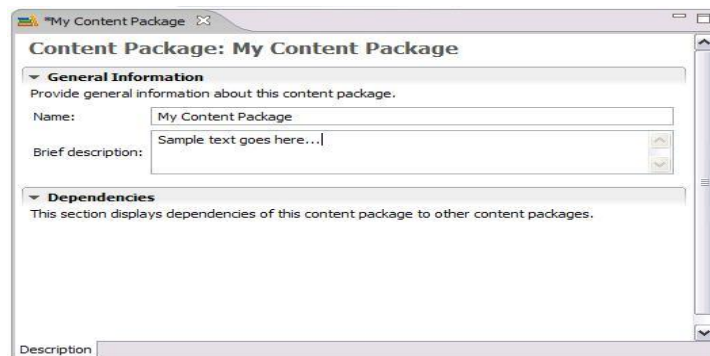 *My Content Package
Content Package: My Content Package
General Information
Provide general information about this content package.
Name: My Content Package
Brief description: Sample text goes here...
Dependencies
This section displays dependencies of this content package to other content packages.
Description